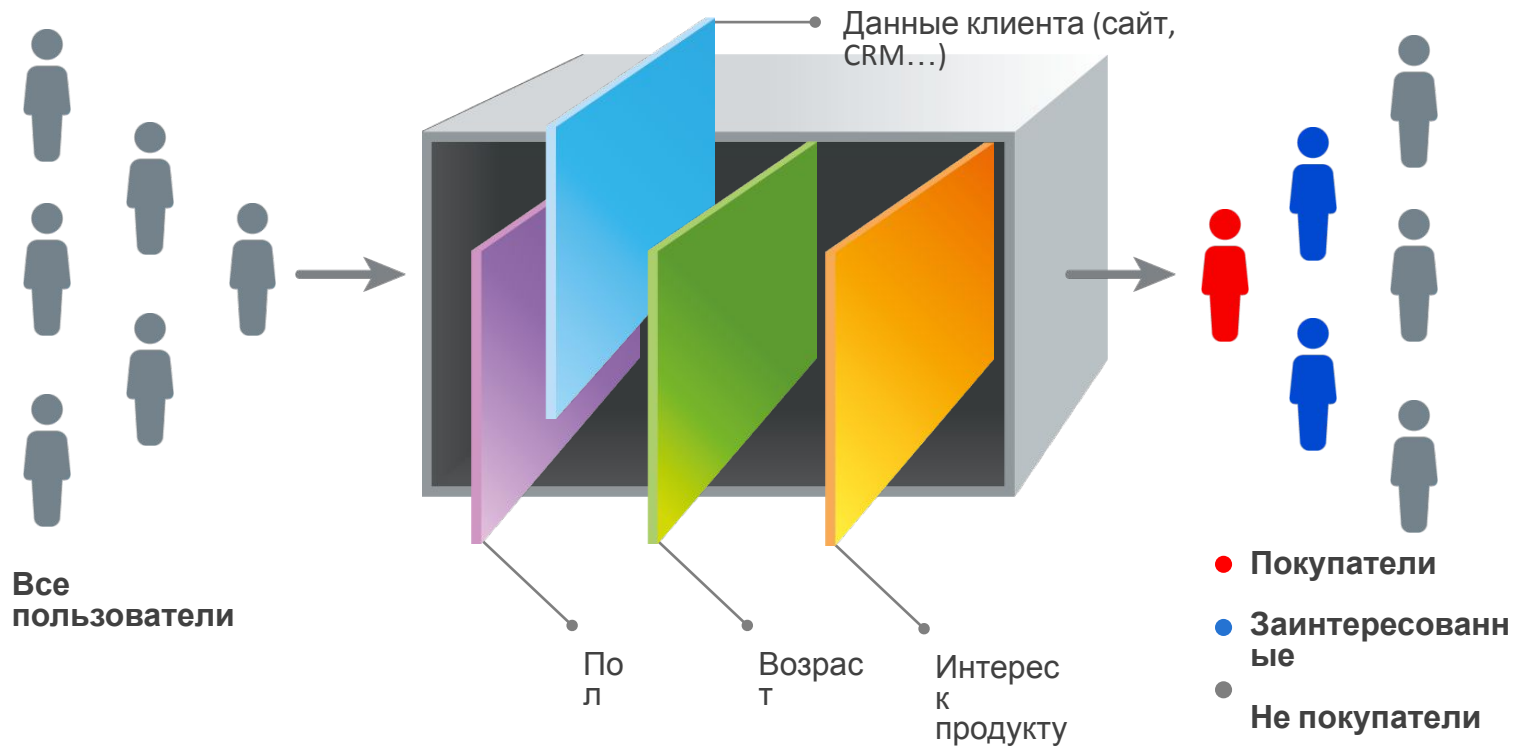 Данные клиента (сайт,
CRM…)
Все
пользователи
По
л
Возрас
т
Интерес
к
продукту
Покупатели
Заинтересованн
ые
Не покупатели